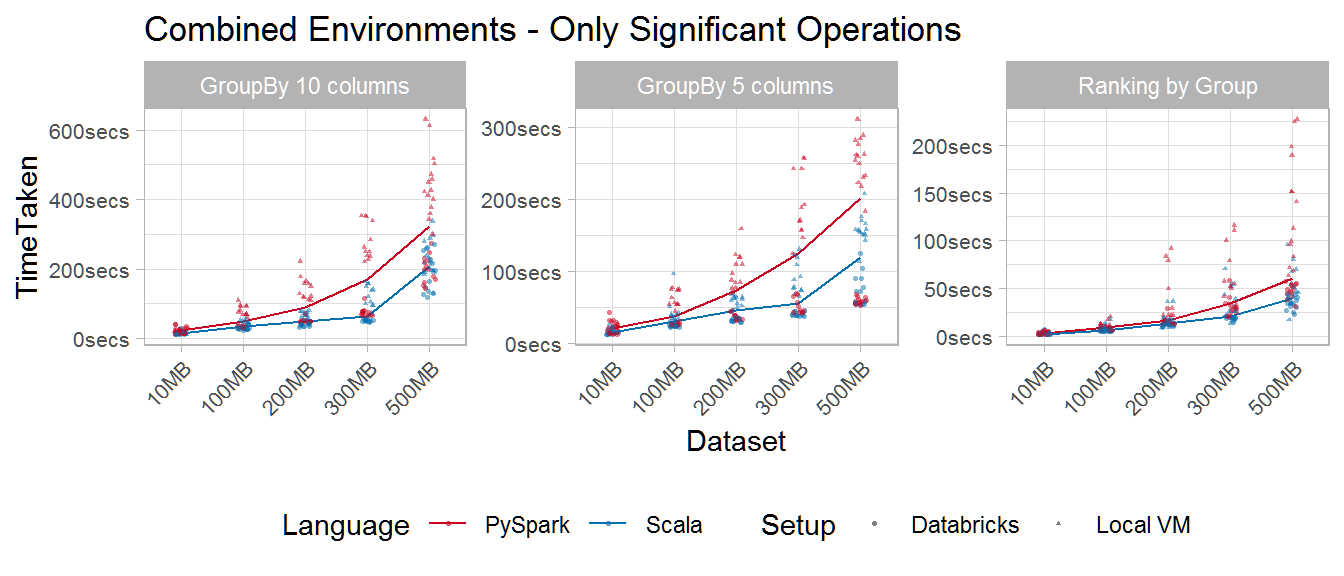 Combined Environments - Only Significant Operations
GroupBy 10 columns
GroupBy 5 columns
Ranking by Group
TimeTaken
600secs
400secs
200secs
0secs
300secs
200secs
100secs
0secs
200secs
150secs
100secs
50secs
0secs
10MB
100MB
200MB
300MB
500MB
10MB
100MB
200MB
300MB
500MB
10MB
100MB
200MB
300MB
500MB
Dataset
Language PySpark Scala Setup Databricks Local VM